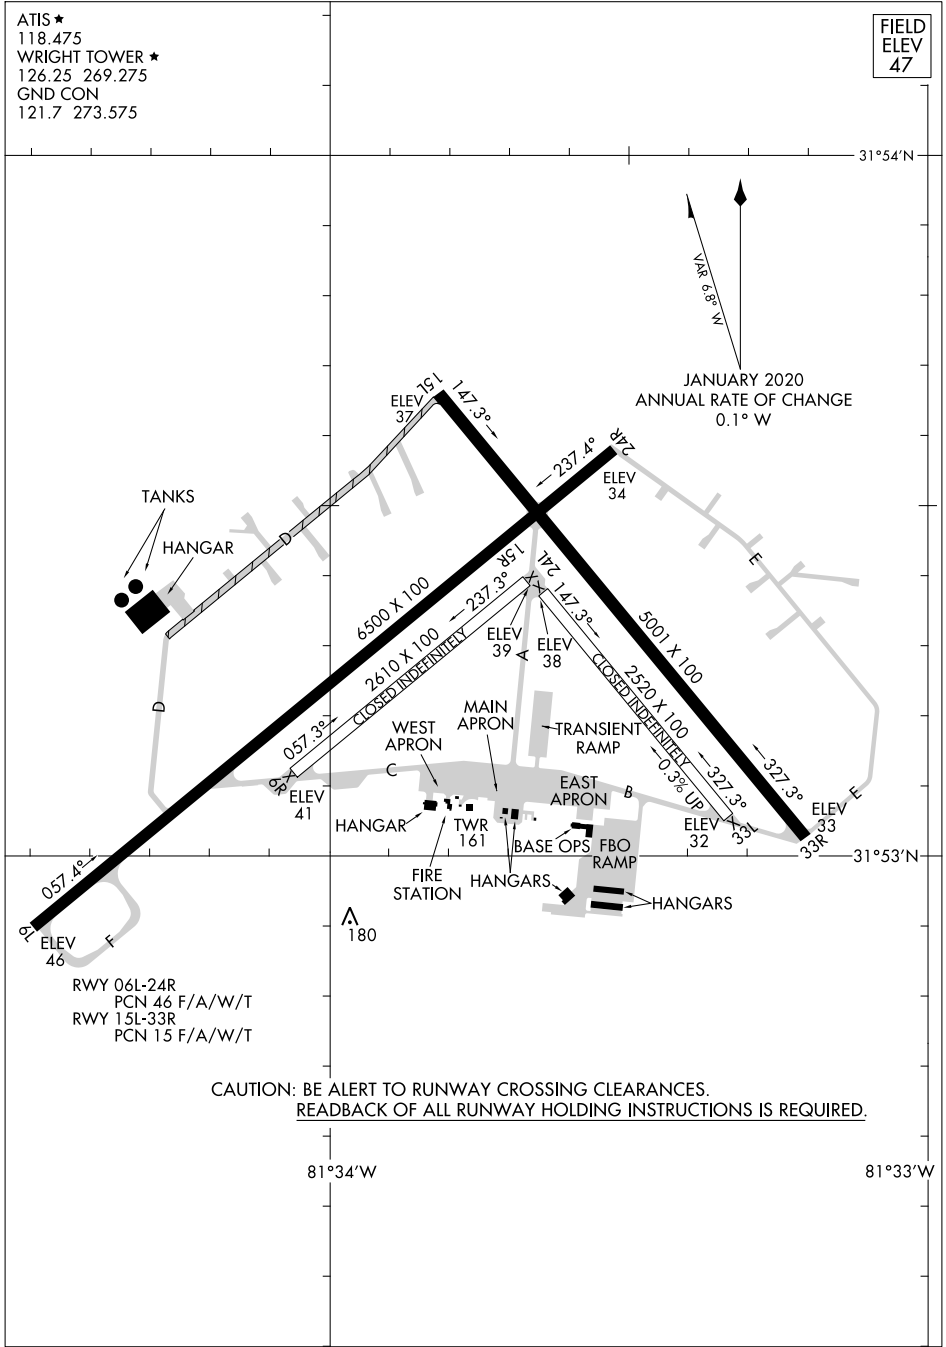 ATIS ★
118.475
WRIGHT TOWER ★
126.25 269.275
GND CON
121.7 273.575
FIELD
ELEV
47
31°54'N
VAR 6.8° W
JANUARY 2020
ANNUAL RATE OF CHANGE
0.1° W
15L
147.3°
ELEV
37
237.4°
24R
ELEV
34
TANKS
HANGAR
D
E
15R
24L
6500 X 100
237.3°
147.3°
5001 X 100
ELEV
39
A
ELEV
38
2610 X 100
CLOSED INDEFINITELY
2520 X 100
CLOSED INDEFINITELY
D
MAIN
APRON
WEST
APRON
TRANSIENT
RAMP
057.3°
X
X
X
C
EAST
APRON
B
0.3% UP
327.3°
327.3°
E
6R
X
ELEV
41
HANGAR
TWR
161
BASE OPS
FBO
RAMP
ELEV
32
33L
ELEV
33
33R
31°53'N
057.4°
FIRE
STATION
HANGARS
HANGARS
180
6L
ELEV
46
F
RWY 06L-24R
PCN 46 F/A/W/T
RWY 15L-33R
PCN 15 F/A/W/T
CAUTION: BE ALERT TO RUNWAY CROSSING CLEARANCES.
READBACK OF ALL RUNWAY HOLDING INSTRUCTIONS IS REQUIRED.
81°34'W
81°33'W